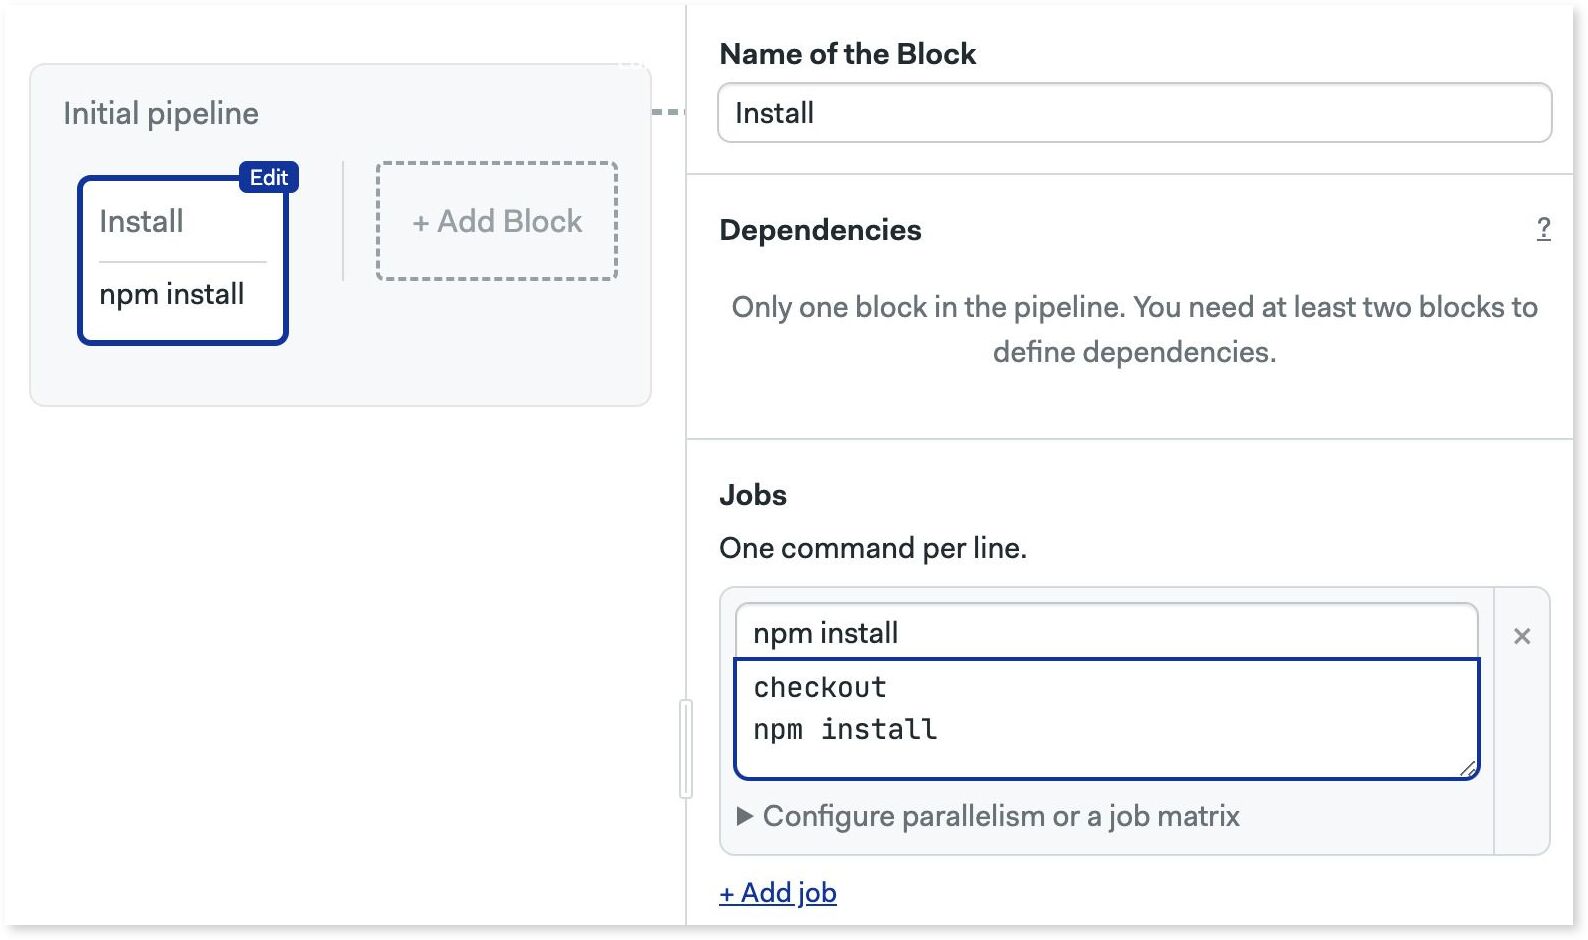 Initial pipeline
Edit
Install
npm install
+ Add Block
Name of the Block
Install
Dependencies
?
Only one block in the pipeline. You need at least two blocks to
define dependencies.
Jobs
One command per line.
npm install
checkout
npm install
Configure parallelism or a job matrix
+ Add job